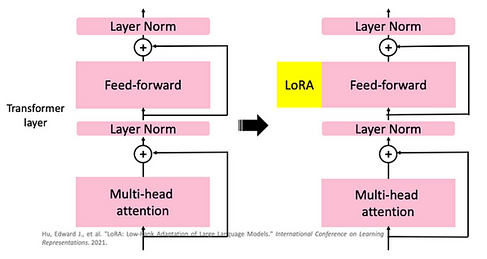 Layer Norm
+
Feed-forward
Transformer
layer
Layer Norm
+
Multi-head
attention
Layer Norm
+
LoRA
Feed-forward
Layer Norm
+
Multi-head
attention
Hu, Edward J., et al. "LoRA: Low-Rank Adaptation of Large Language Models." International Conference on Learning
Representations. 2021.